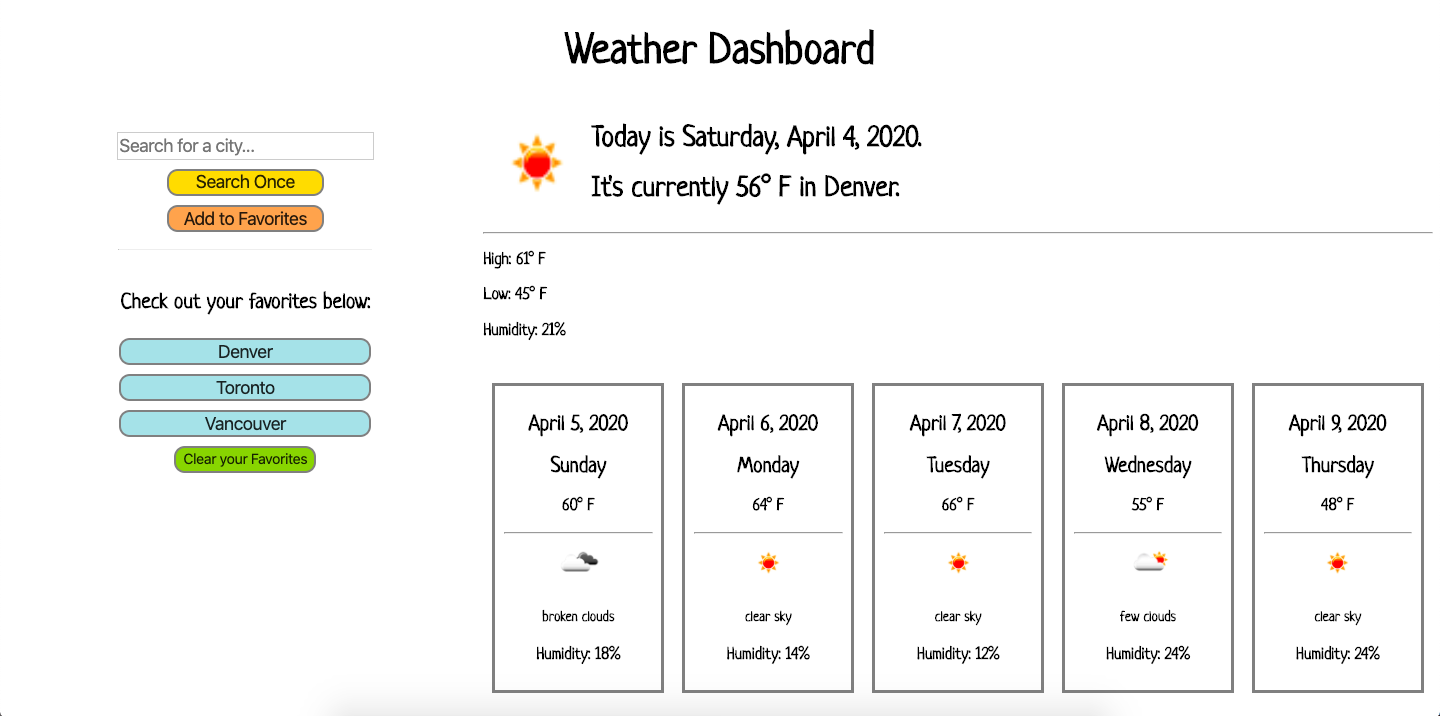 Weather Dashboard
Search for a city...
Search Once
Add to Favorites
Check out your favorites below:
Denver
Toronto
Vancouver
Clear your Favorites
Today is Saturday, April 4, 2020.
It's currently 56° F in Denver.
High: 61° F
Low: 45° F
Humidity: 21%
April 5, 2020
Sunday
60° F
broken clouds
Humidity: 18%
April 6, 2020
Monday
64° F
clear sky
Humidity: 14%
April 7, 2020
Tuesday
66° F
clear sky
Humidity: 12%
April 8, 2020
Wednesday
55° F
few clouds
Humidity: 24%
April 9, 2020
Thursday
48° F
clear sky
Humidity: 24%